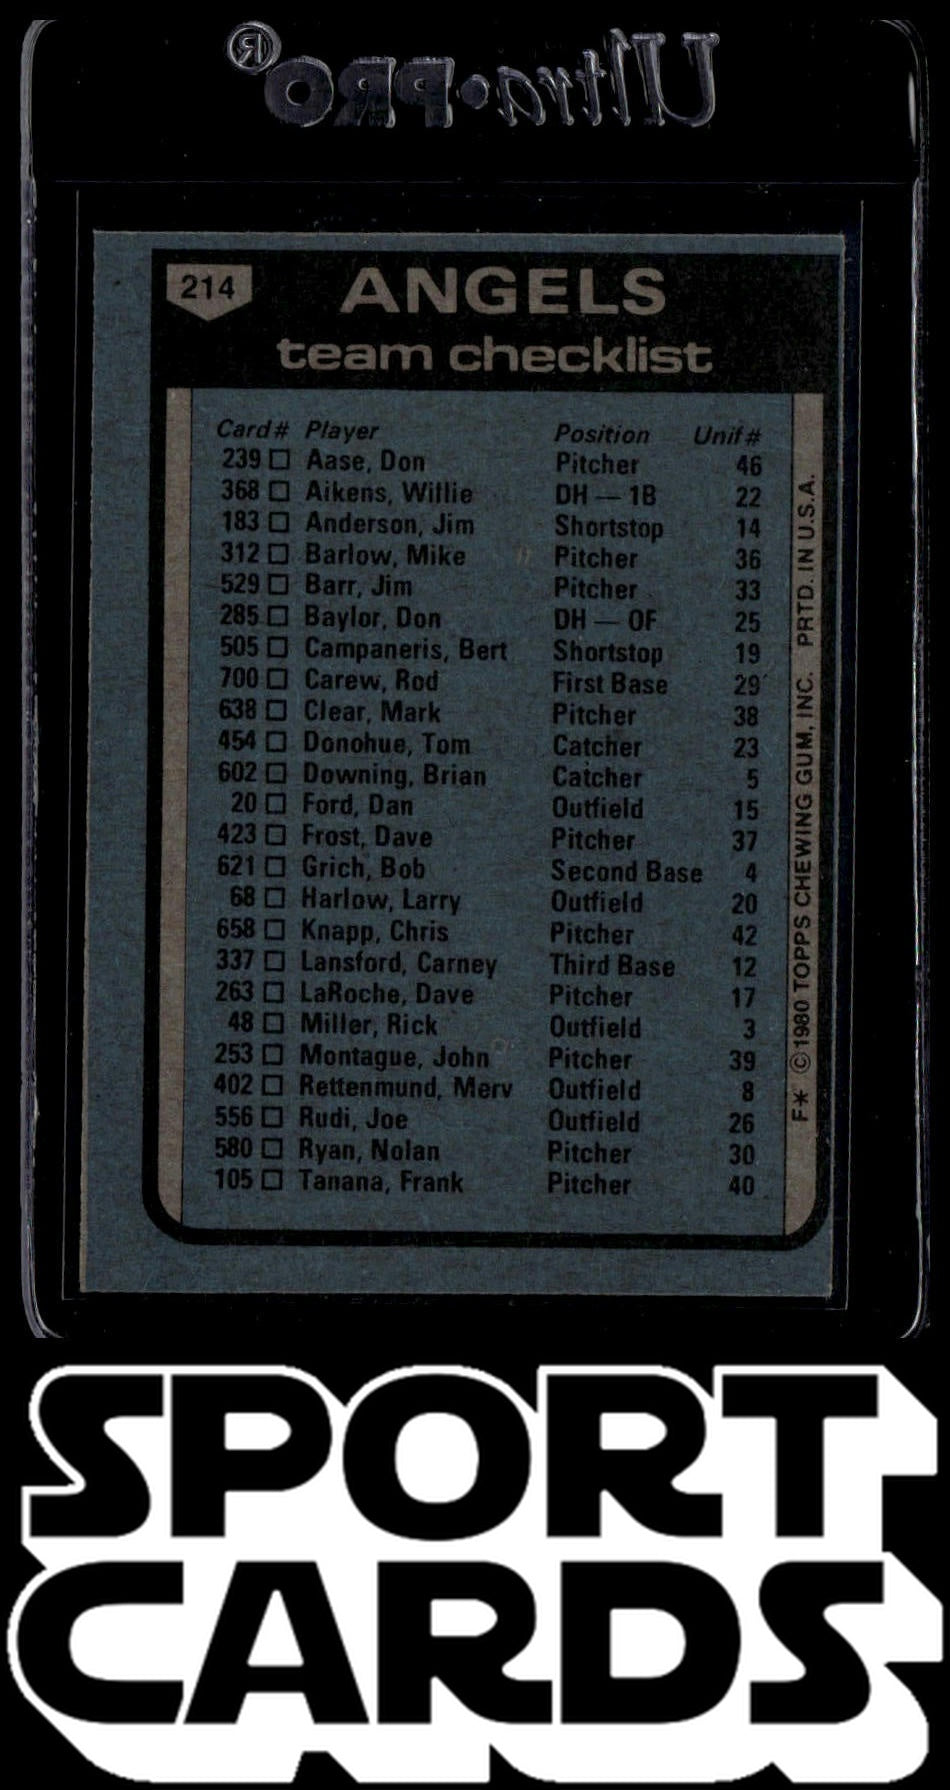 Ultra•PRO®
214
ANGELS
team checklist
Card# Player Position Unif#
239 □ Aase, Don Pitcher 46
368 □ Aikens, Willie DH — 1B 22
183 □ Anderson, Jim Shortstop 14
312 □ Barlow, Mike Pitcher 36
529 □ Barr, Jim Pitcher 33
285 □ Baylor, Don DH — OF 25
505 □ Campaneris, Bert Shortstop 19
700 □ Carew, Rod First Base 29
638 □ Clear, Mark Pitcher 38
454 □ Donohue, Tom Catcher 23
602 □ Downing, Brian Catcher 5
20 □ Ford, Dan Outfield 15
423 □ Frost, Dave Pitcher 37
621 □ Grich, Bob Second Base 4
68 □ Harlow, Larry Outfield 20
658 □ Knapp, Chris Pitcher 42
337 □ Lansford, Carney Third Base 12
263 □ LaRoche, Dave Pitcher 17
48 □ Miller, Rick Outfield 3
253 □ Montague, John Pitcher 39
402 □ Rettenmund, Merv Outfield 8
556 □ Rudi, Joe Outfield 26
580 □ Ryan, Nolan Pitcher 30
105 □ Tanana, Frank Pitcher 40
F* ©1980 TOPPS CHEWING GUM, INC. PRTD. IN U.S.A.
SPORT
CARDS